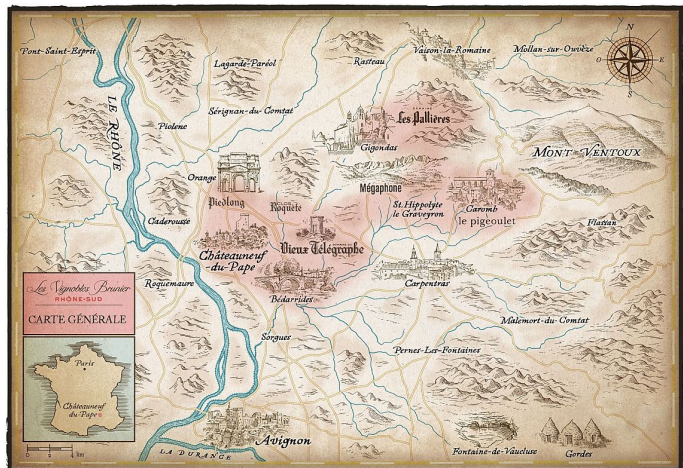 Pont-Saint-Esprit
Lagarde-Paréol
Rasteau
Vaison-la-Romaine
Mollan-sur-Ouvèze
N
O
E
S
Sérignan-du-Comtat
Piolenc
LE RHÔNE
Les Pallières
Gigondas
MONT-VENTOUX
Orange
Mégaphone
Piedlong
Roquète
St. Hippolyte
le Graveyron
Caromb
le pigeoulet
Caderousse
Flassan
Châteauneuf
-du-Pape
Vieux Télégraphe
Roquemaure
Carpentras
Bédarrides
Les Vignobles Brunier
RHÔNE-SUD
CARTE GÉNÉRALE
Malemort-du-Comtat
Sorgues
Pernes-Les-Fontaines
Paris
Châteauneuf
du-Pape
Avignon
LA DURANGE
Fontaine-de-Vaucluse
Gordes